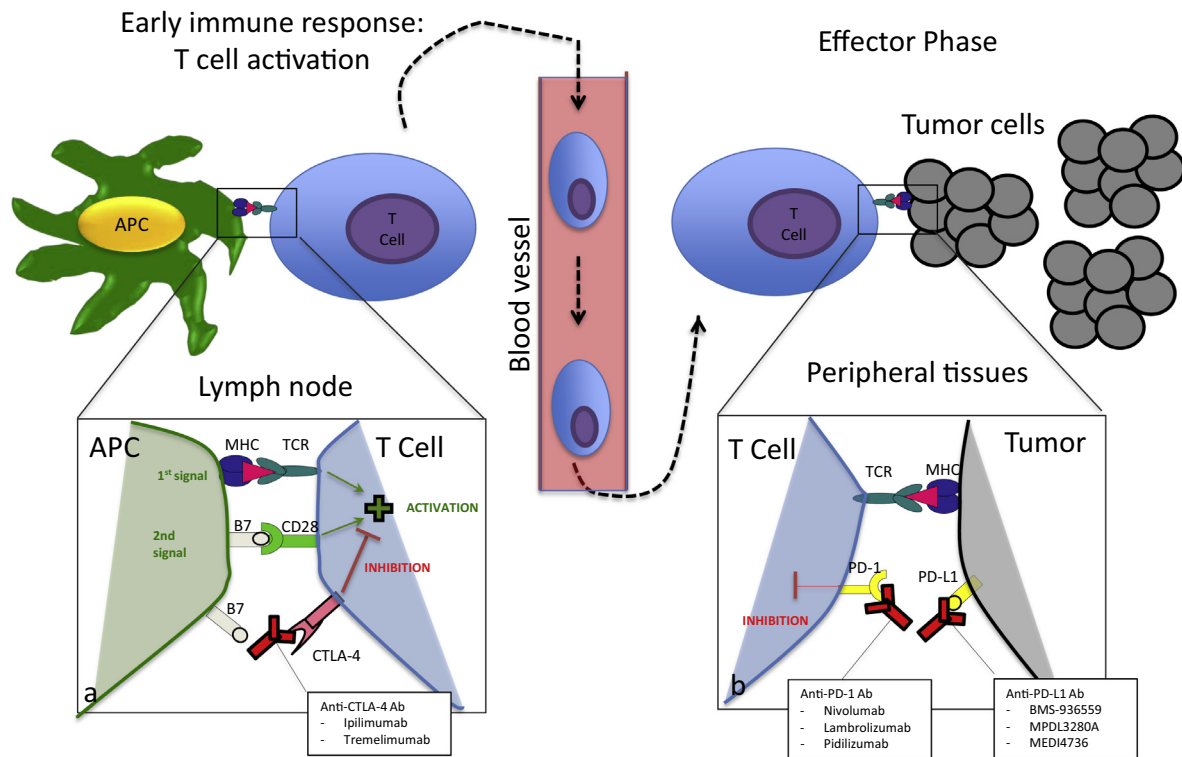 Early immune response:
T cell activation
Effector Phase
Tumor cells
APC
T
Cell
Blood vessel
T
Cell
Lymph node
Peripheral tissues
APC
MHC
TCR
T Cell
1st signal
ACTIVATION
B7
CD28
2nd
signal
INHIBITION
B7
CTLA-4
a
Anti-CTLA-4 Ab
- Ipilimumab
- Tremelimumab
T Cell
Tumor
TCR
MHC
PD-1
PD-L1
INHIBITION
b
Anti-PD-1 Ab
- Nivolumab
- Lambrolizumab
- Pidilizumab
Anti-PD-L1 Ab
- BMS-936559
- MPDL3280A
- MEDI4736